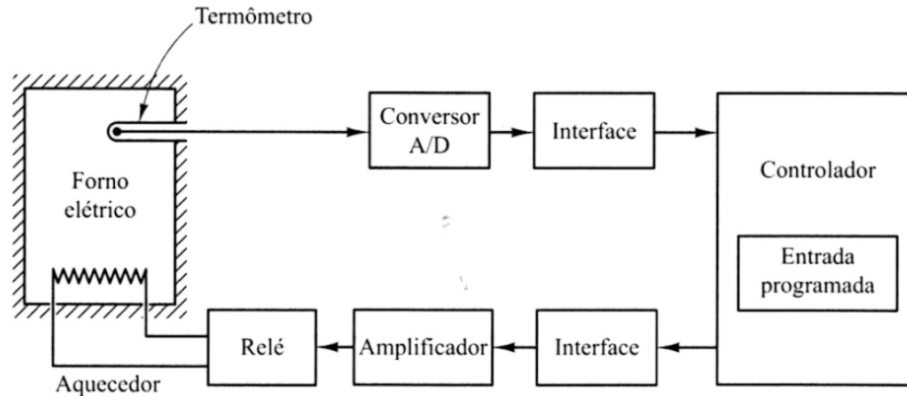 Termômetro
Forno
elétrico
Conversor
A/D
Interface
Controlador
Entrada
programada
Relé
Amplificador
Interface
Aquecedor